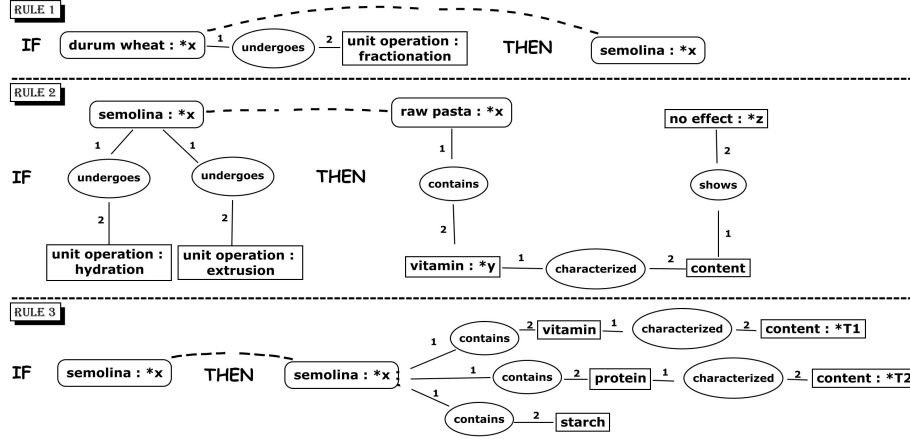 RULE 1
IF
durum wheat : *x
1
undergoes
2
unit operation :
fractionation
THEN
semolina : *x
RULE 2
semolina : *x
raw pasta : *x
no effect : *z
1
1
1
2
IF
undergoes
undergoes
THEN
contains
shows
2
2
2
1
unit operation :
hydration
unit operation :
extrusion
vitamin : *y
1
characterized
2
content
RULE 3
IF
semolina : *x
THEN
semolina : *x
1
contains
2
vitamin
1
characterized
2
content : *T1
1
contains
2
protein
1
characterized
2
content : *T2
1
contains
2
starch